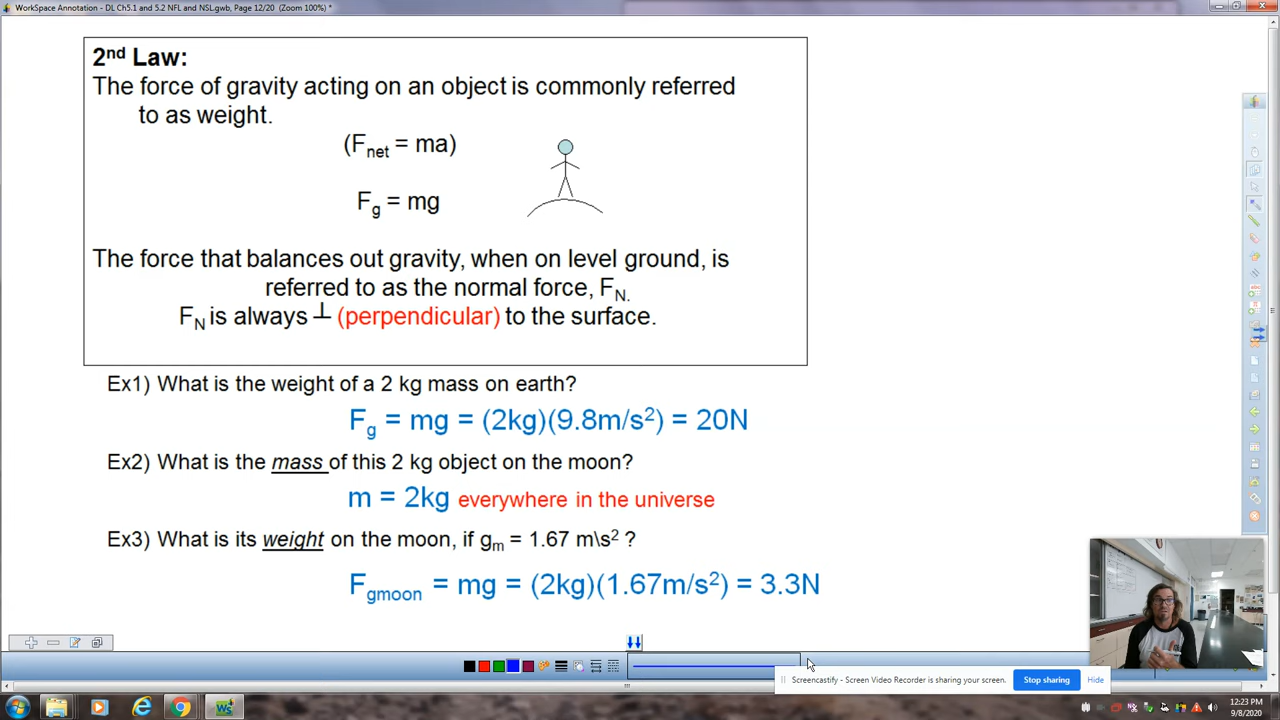 WorkSpace Annotation - DL Ch5.1 and 5.2 NFL and NSL.gwb, Page 12/20 (Zoom 100%) *
2nd Law:
The force of gravity acting on an object is commonly referred
to as weight.
(Fnet = ma)
Fg = mg
The force that balances out gravity, when on level ground, is
referred to as the normal force, FN.
FN is always ┴ (perpendicular) to the surface.
Ex1) What is the weight of a 2 kg mass on earth?
Fg = mg = (2kg)(9.8m/s²) = 20N
Ex2) What is the mass of this 2 kg object on the moon?
m = 2kg everywhere in the universe
Ex3) What is its weight on the moon, if gm = 1.67 m\s² ?
Fgmoon = mg = (2kg)(1.67m/s²) = 3.3N
Screencastify - Screen Video Recorder is sharing your screen.
Stop sharing
Hide
12:23 PM
9/8/2020